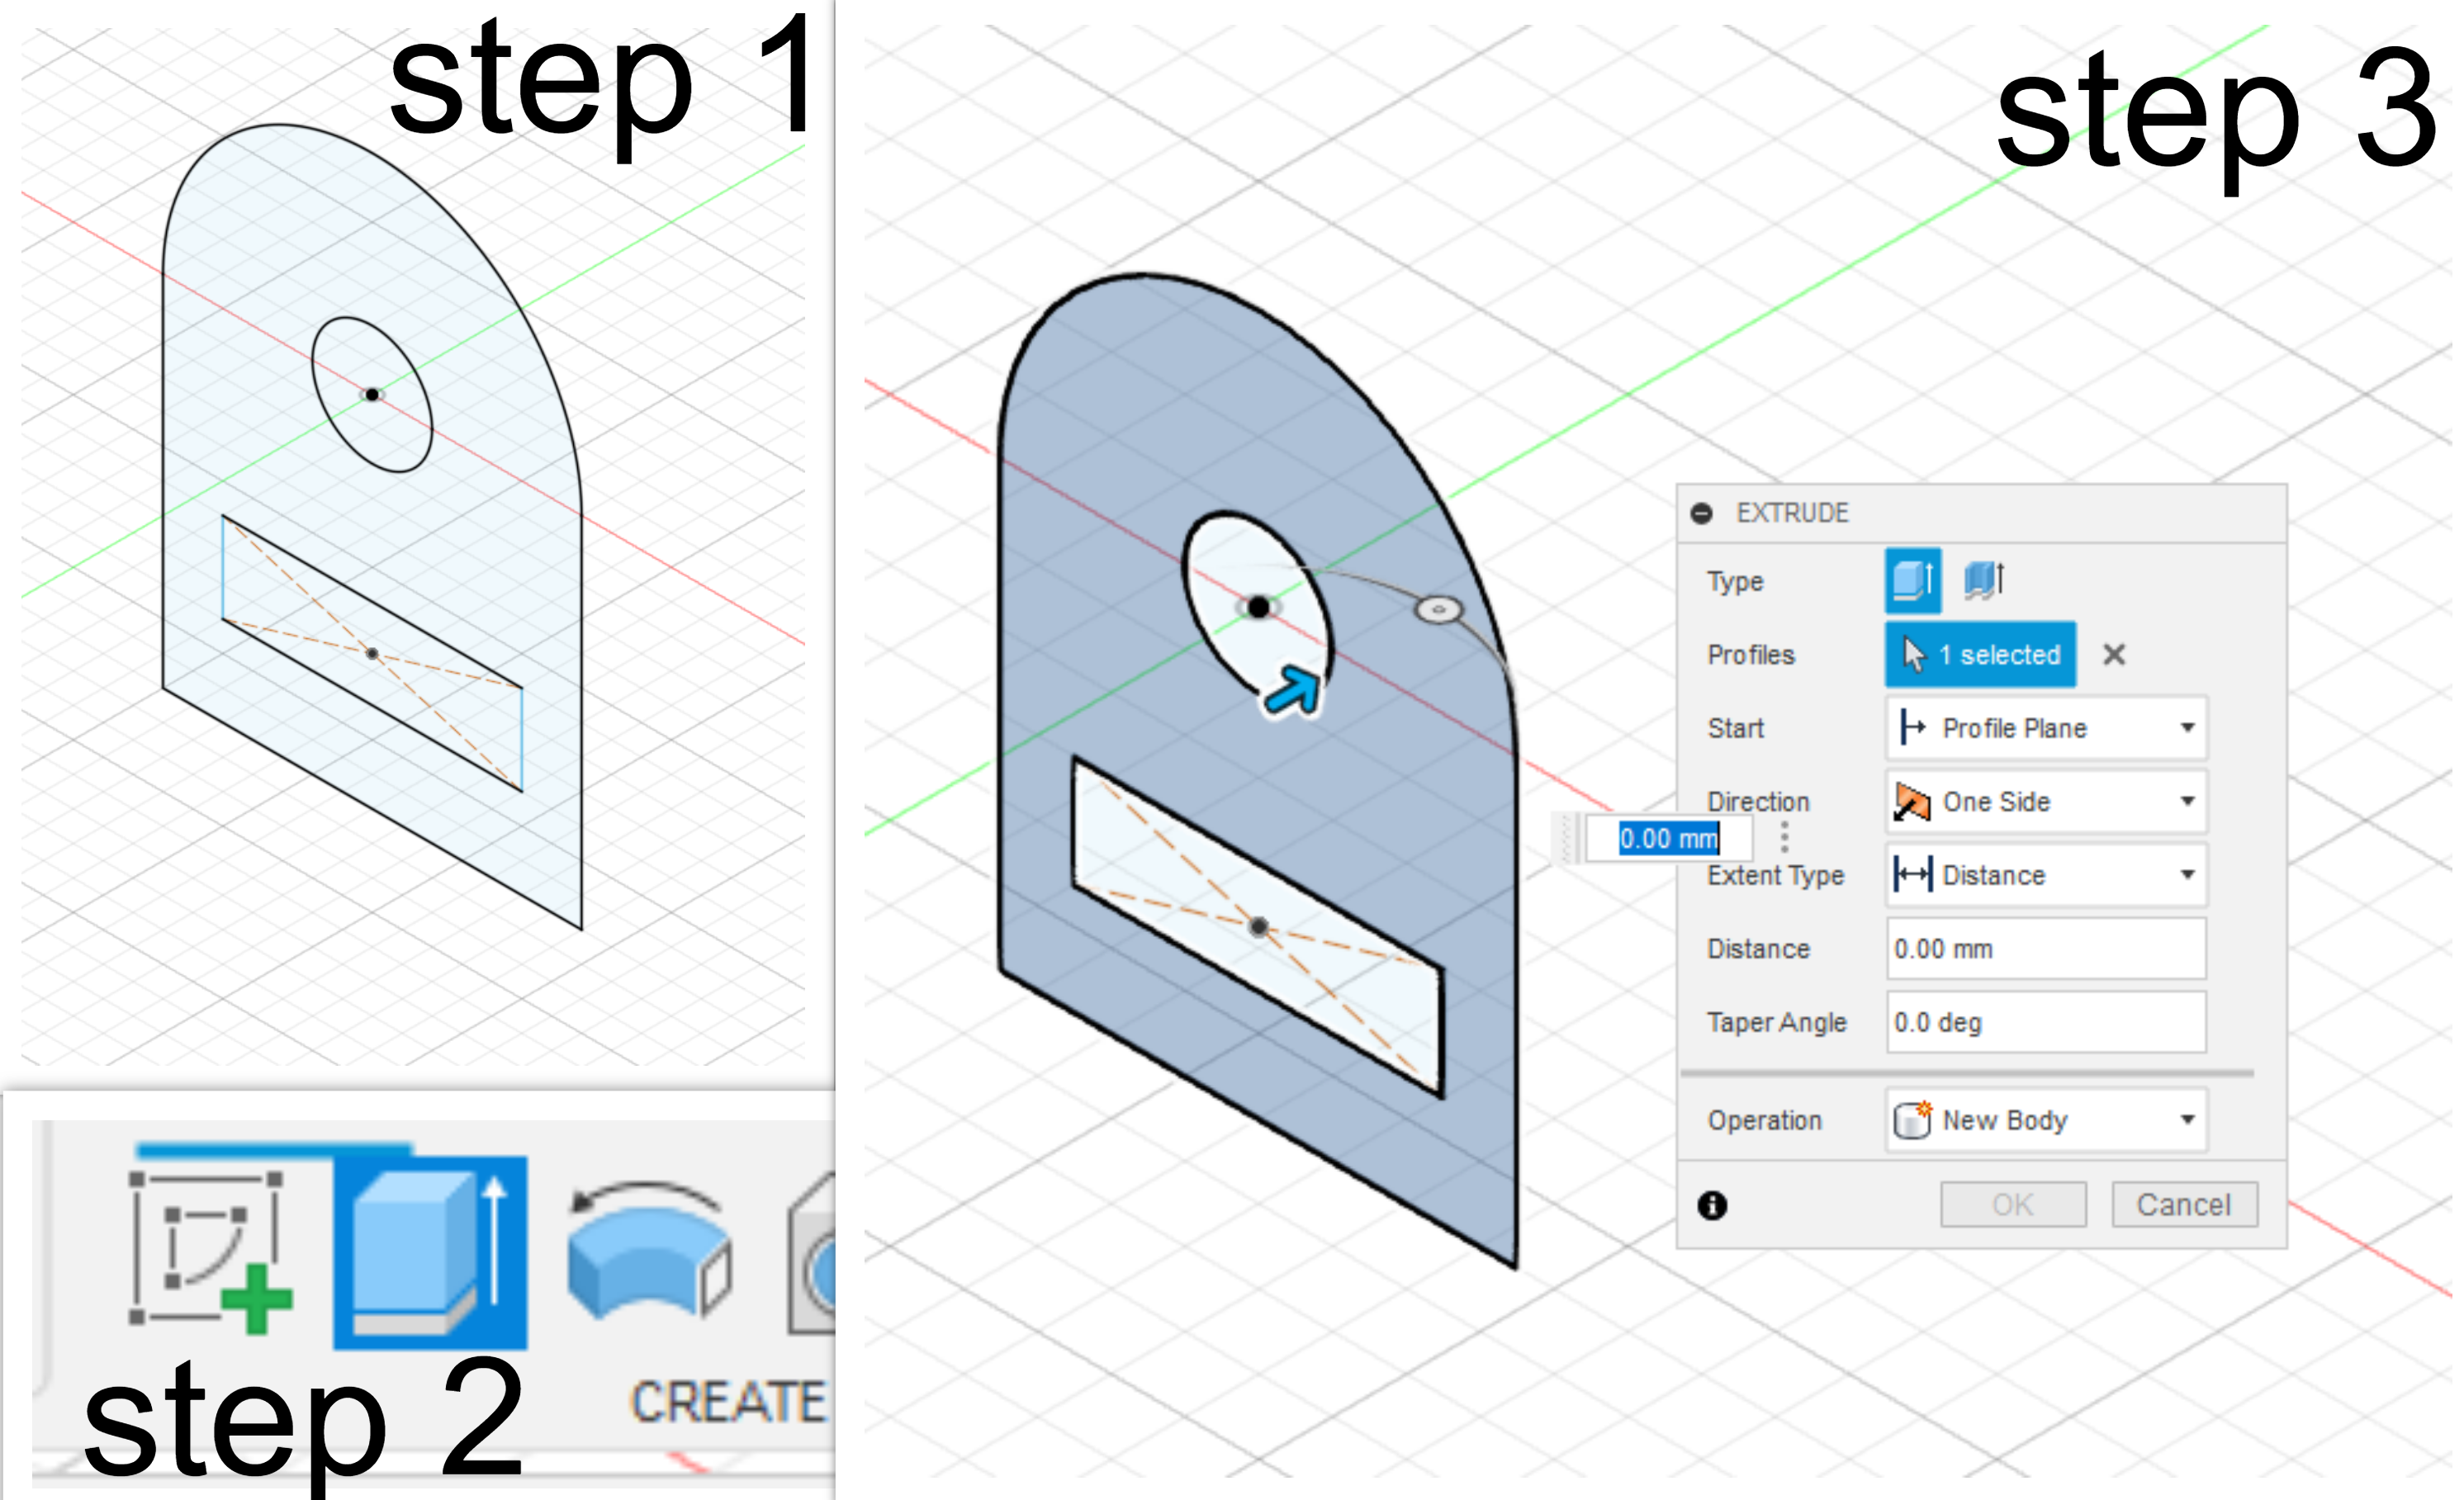 step 1
step 2
CREATE
step 3
EXTRUDE
Type
Profiles 1 selected
Start Profile Plane
Direction One Side
0.00 mm
Extent Type Distance
Distance 0.00 mm
Taper Angle 0.0 deg
Operation New Body
OK Cancel